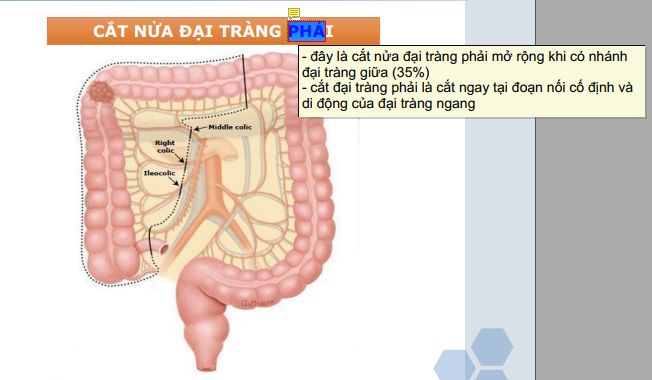 CẮT NỬA ĐẠI TRÀNG PHẢI
- đây là cắt nửa đại tràng phải mở rộng khi có nhánh
đại tràng giữa (35%)
- cắt đại tràng phải là cắt ngay tại đoạn nối cố định và
di động của đại tràng ngang
Middle colic
Right
colic
Ileocolic